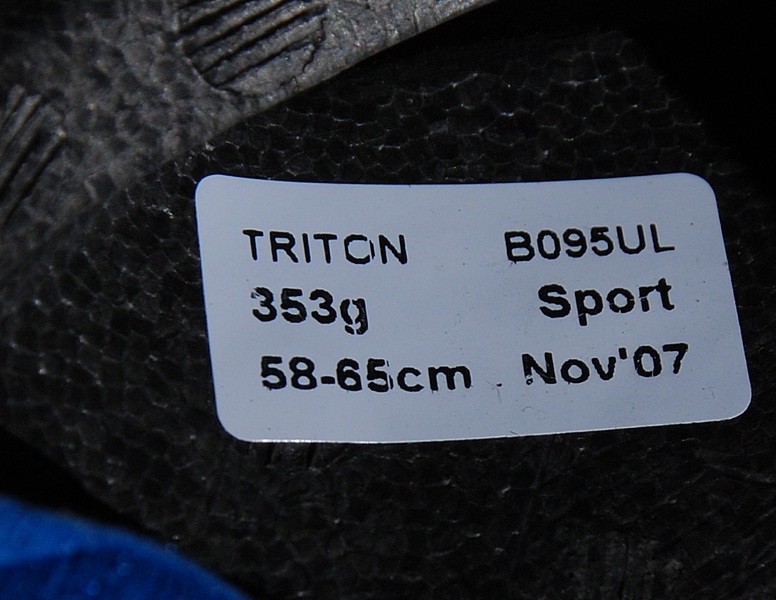 TRITON B095UL
353g Sport
58-65cm Nov'07